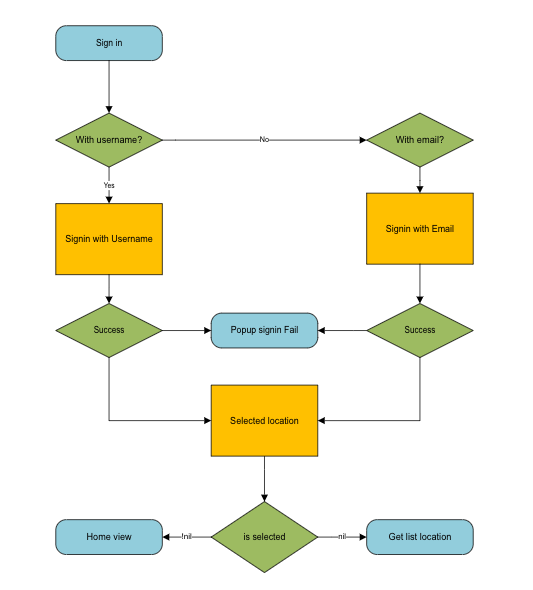 Sign in
With username?
No
With email?
Yes
Signin with Username
Signin with Email
Success
Popup signin Fail
Success
Selected location
Home view
!nil
is selected
nil
Get list location